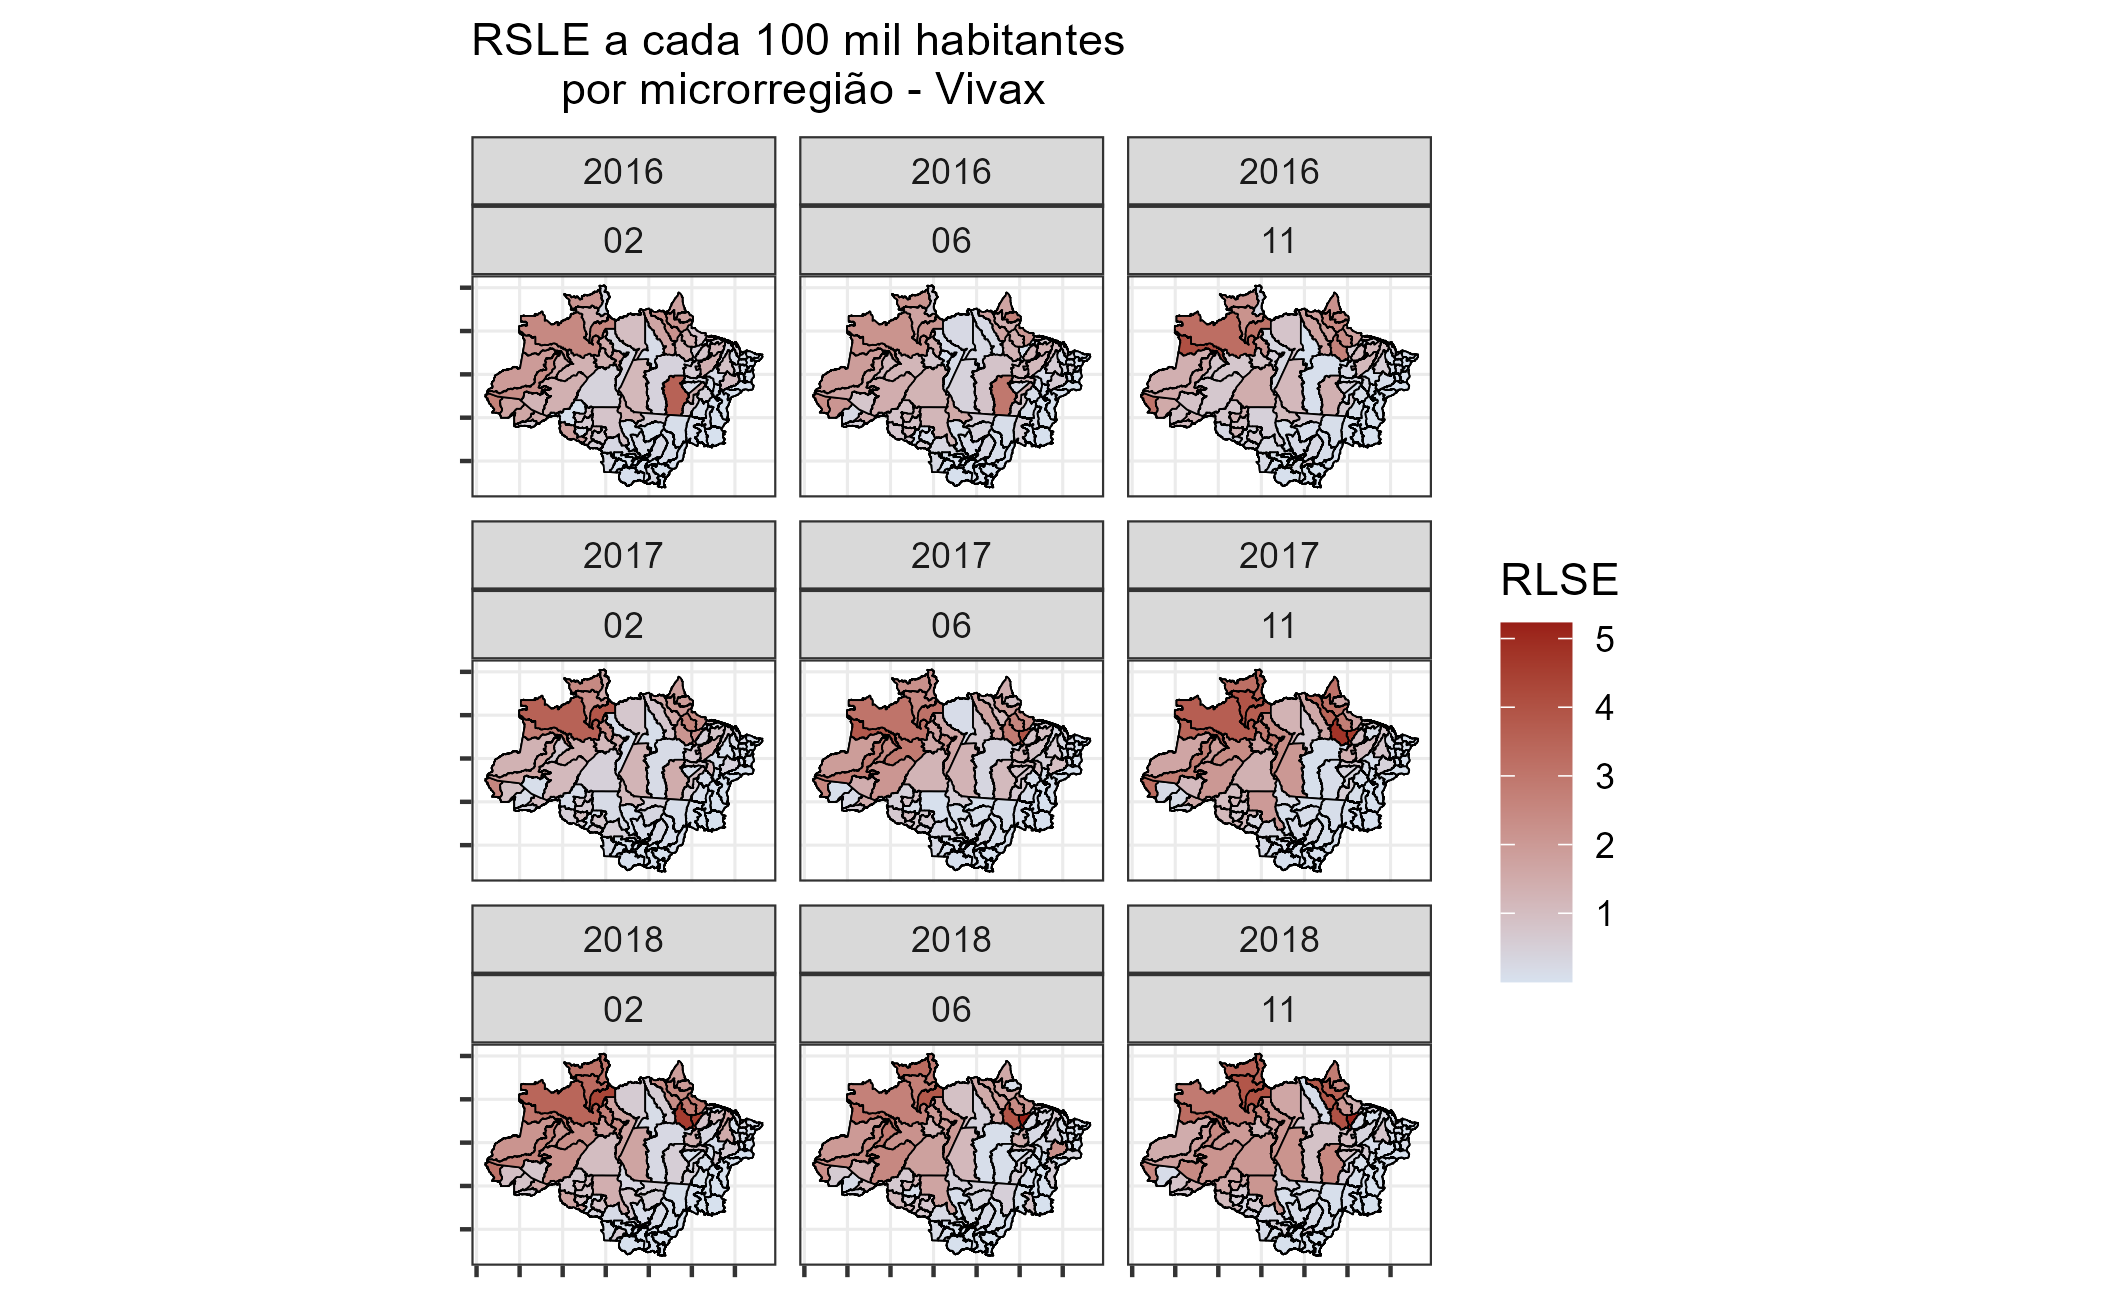 RSLE a cada 100 mil habitantes
por microrregião - Vivax
2016 2016 2016
02 06 11
2017 2017 2017
02 06 11
RLSE
5
4
3
2
1
2018 2018 2018
02 06 11